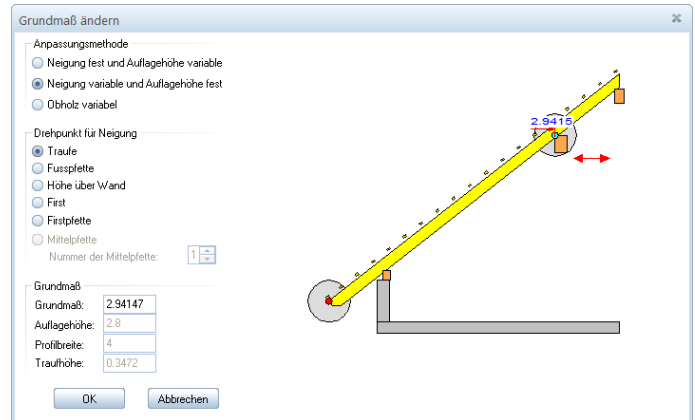 Grundmaß ändern
Anpassungsmethode
Neigung fest und Auflagehöhe variable
Neigung variable und Auflagehöhe fest
Obholz variabel
Drehpunkt für Neigung
Traufe
Fusspfette
Höhe über Wand
First
Firstpfette
Mittelpfette
Nummer der Mittelpfette: 1
Grundmaß
Grundmaß: 2.94147
Auflagehöhe: 2.8
Profilbreite: 4
Traufhöhe: 0.3472
OK Abbrechen
2.9415